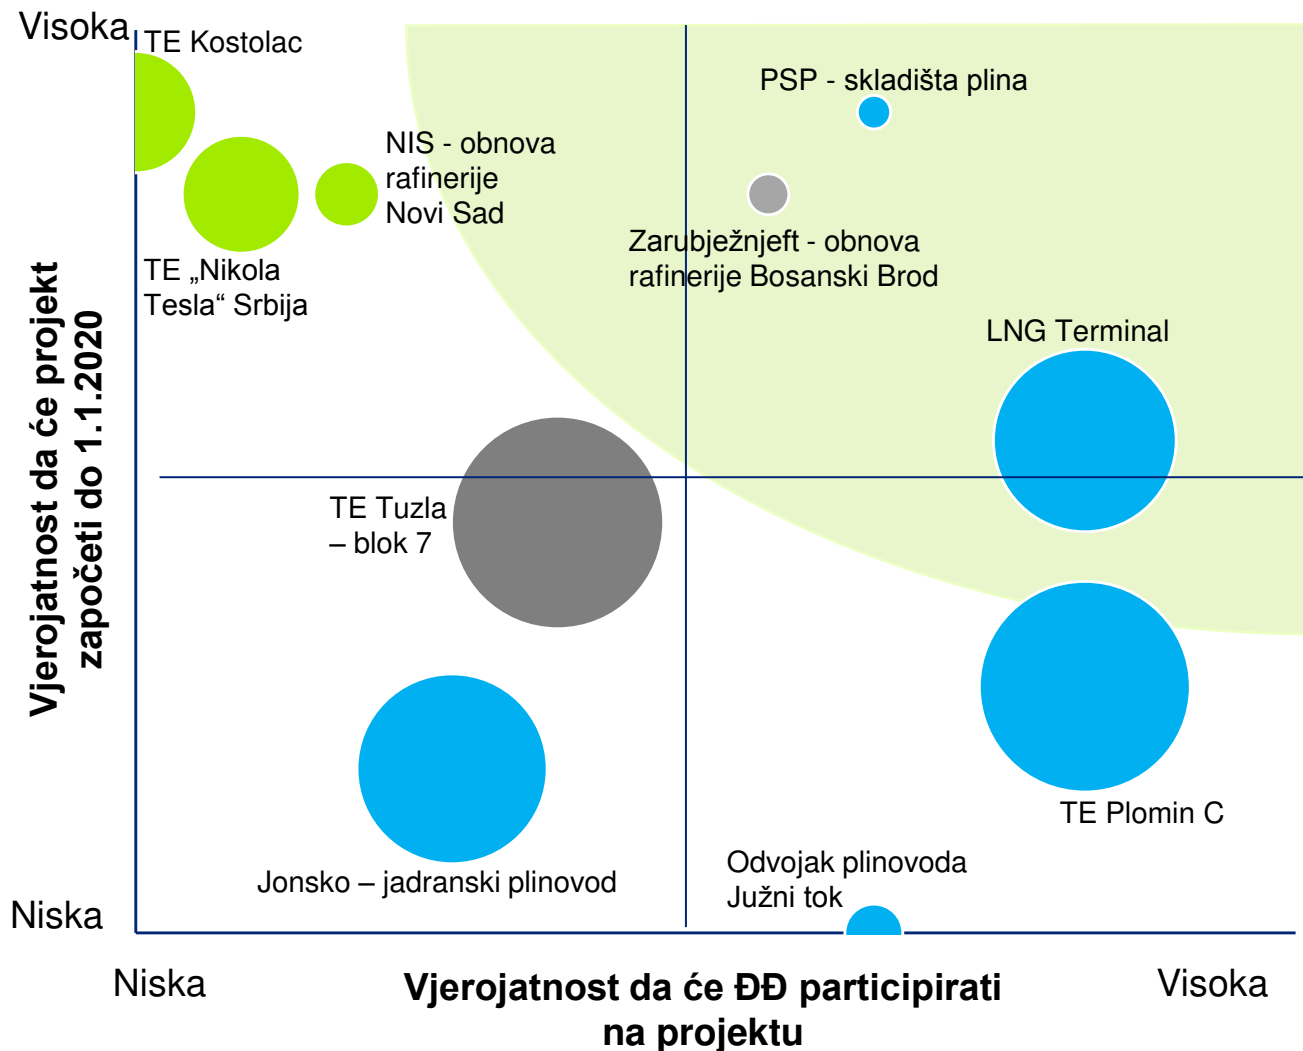 Visoka
TE Kostolac
PSP - skladišta plina
NIS - obnova
rafinerije
Novi Sad
Zarubježnjeft - obnova
rafinerije Bosanski Brod
TE „Nikola
Tesla“ Srbija
LNG Terminal
Vjerojatnost da će projekt
započeti do 1.1.2020
TE Tuzla
– blok 7
TE Plomin C
Jonsko – jadranski plinovod
Odvojak plinovoda
Južni tok
Niska
Niska
Vjerojatnost da će ĐĐ participirati
na projektu
Visoka